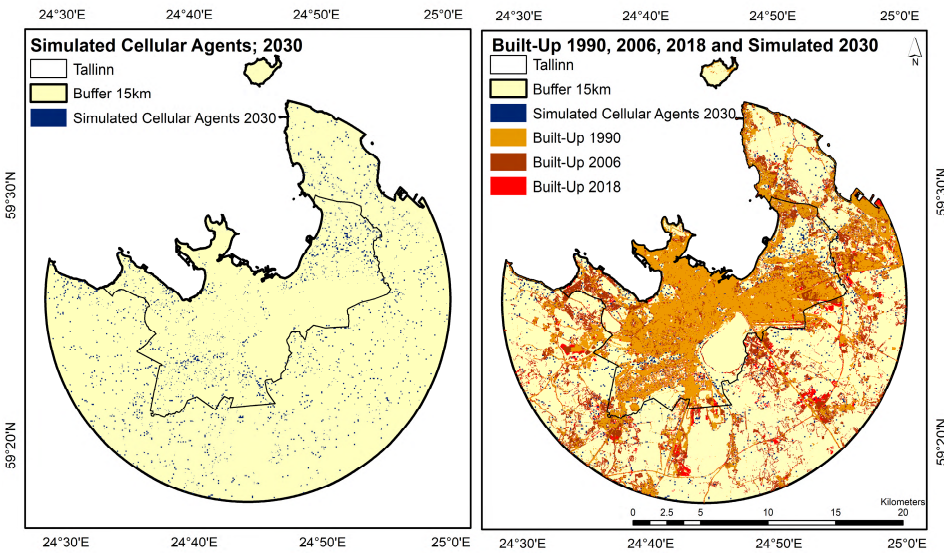 24°30'E 24°40'E 24°50'E 25°0'E 24°30'E 24°40'E 24°50'E 25°0'E
Simulated Cellular Agents; 2030
Tallinn
Buffer 15km
Simulated Cellular Agents 2030
59°30'N
59°20'N
Built-Up 1990, 2006, 2018 and Simulated 2030
N
Tallinn
Buffer 15km
Simulated Cellular Agents 2030
Built-Up 1990
Built-Up 2006
Built-Up 2018
59°30'N
59°20'N
Kilometers
0 2.5 5 10 15 20
24°30'E 24°40'E 24°50'E 25°0'E 24°30'E 24°40'E 24°50'E 25°0'E